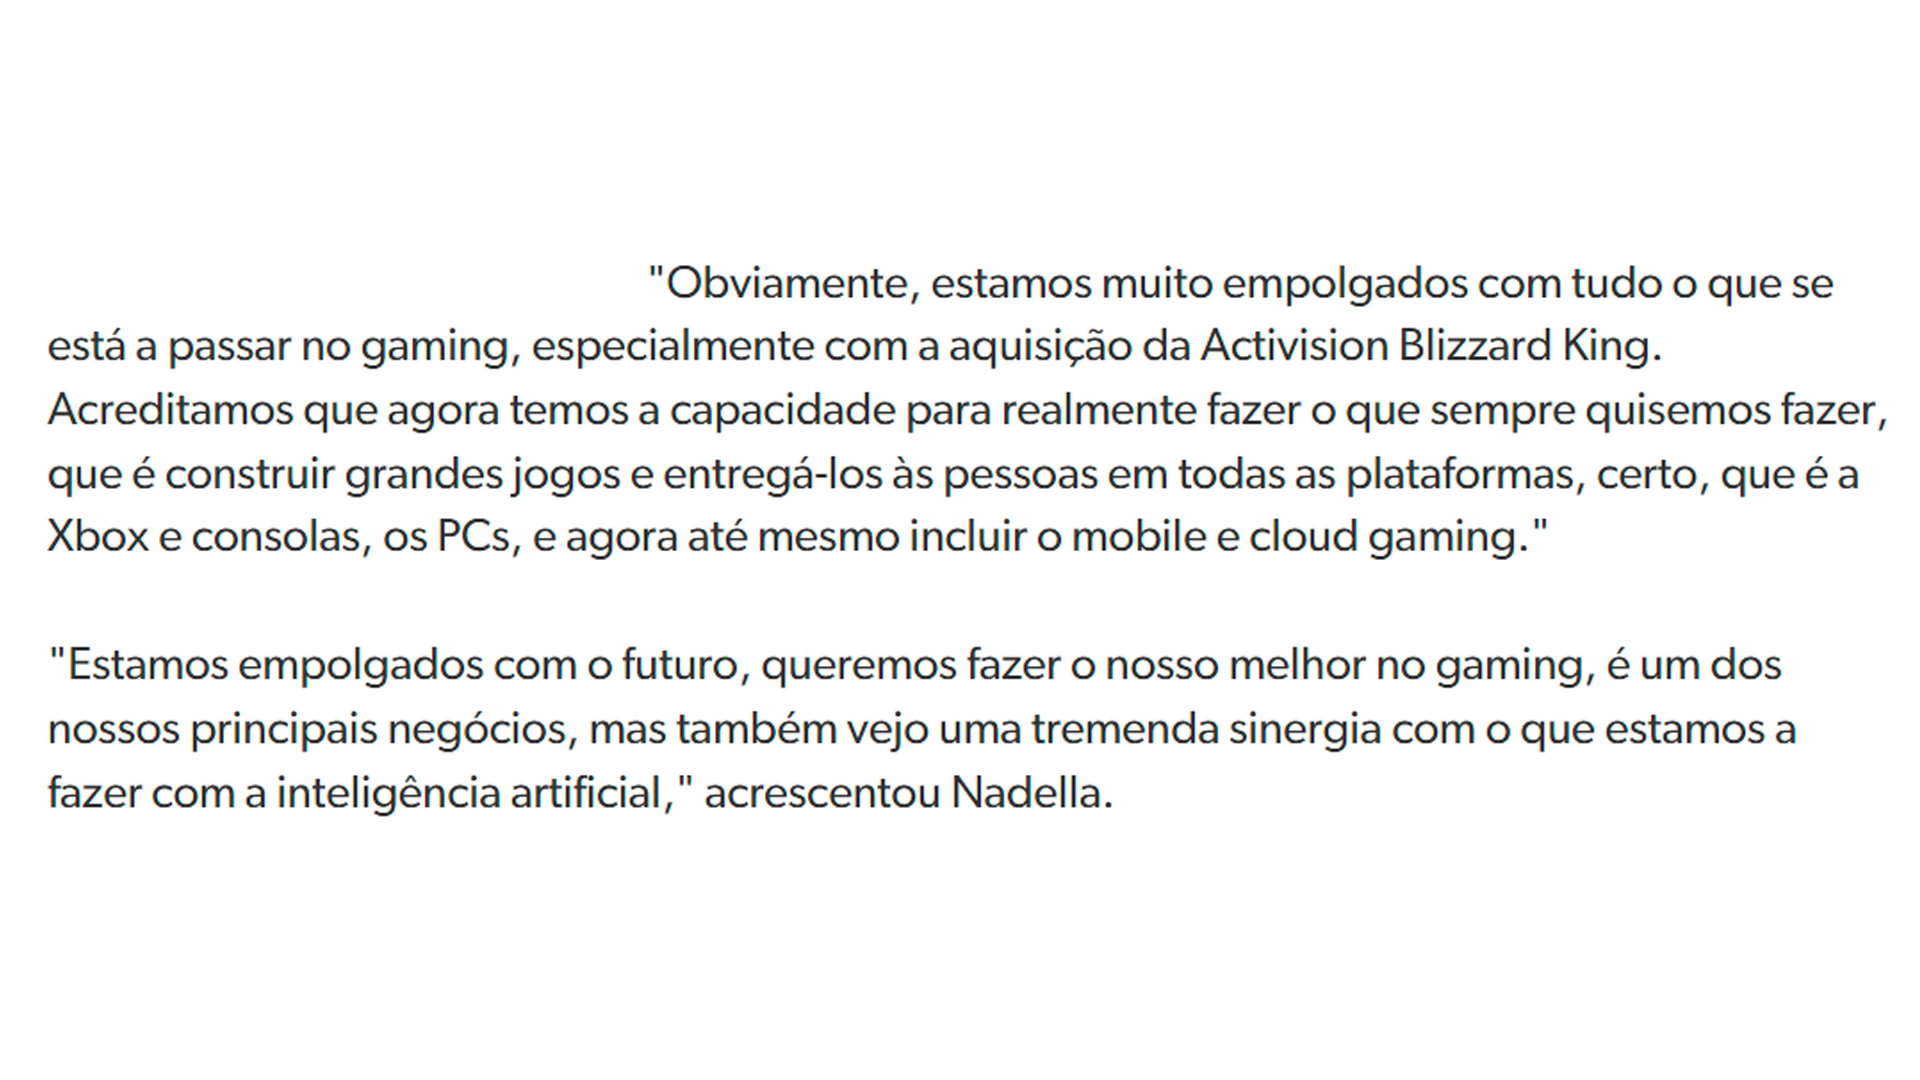 "Obviamente, estamos muito empolgados com tudo o que se
está a passar no gaming, especialmente com a aquisição da Activision Blizzard King.
Acreditamos que agora temos a capacidade para realmente fazer o que sempre quisemos fazer,
que é construir grandes jogos e entregá-los às pessoas em todas as plataformas, certo, que é a
Xbox e consolas, os PCs, e agora até mesmo incluir o mobile e cloud gaming."
"Estamos empolgados com o futuro, queremos fazer o nosso melhor no gaming, é um dos
nossos principais negócios, mas também vejo uma tremenda sinergia com o que estamos a
fazer com a inteligência artificial," acrescentou Nadella.